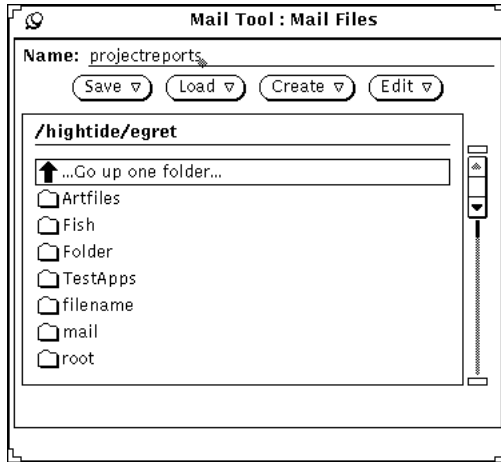 Mail Tool : Mail Files
Name: projectreports
Save Load Create Edit
/hightide/egret
...Go up one folder...
Artfiles
Fish
Folder
TestApps
filename
mail
root